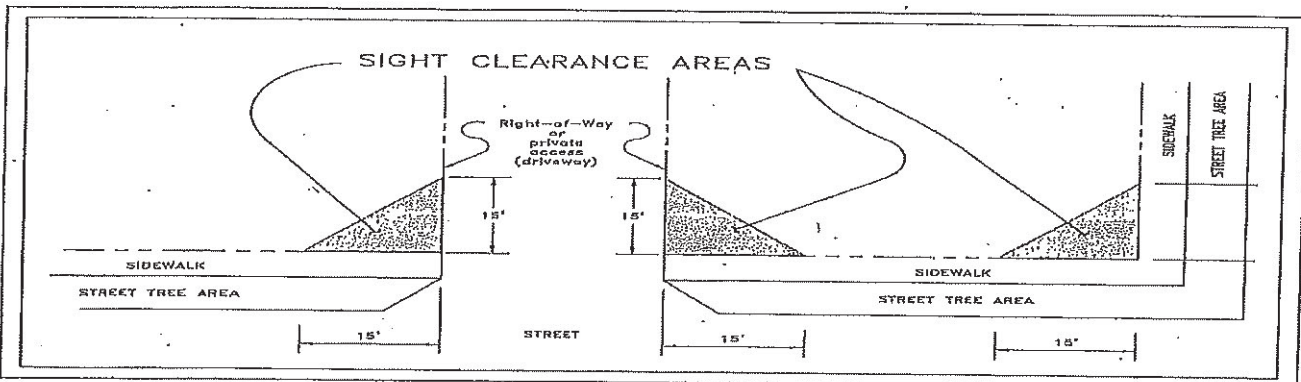 SIGHT CLEARANCE AREAS
Right-of-Way
or
private
access
(driveway)
15'
15'
SIDEWALK
STREET TREE AREA
SIDEWALK
STREET TREE AREA
SIDEWALK
STREET TREE AREA
STREET
15'
15'
15'